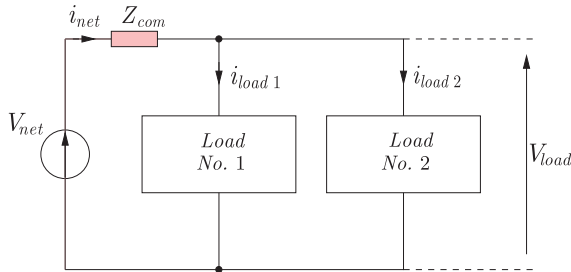 i_net Z_com
i_load 1 i_load 2
V_net
Load
No. 1
Load
No. 2
V_load